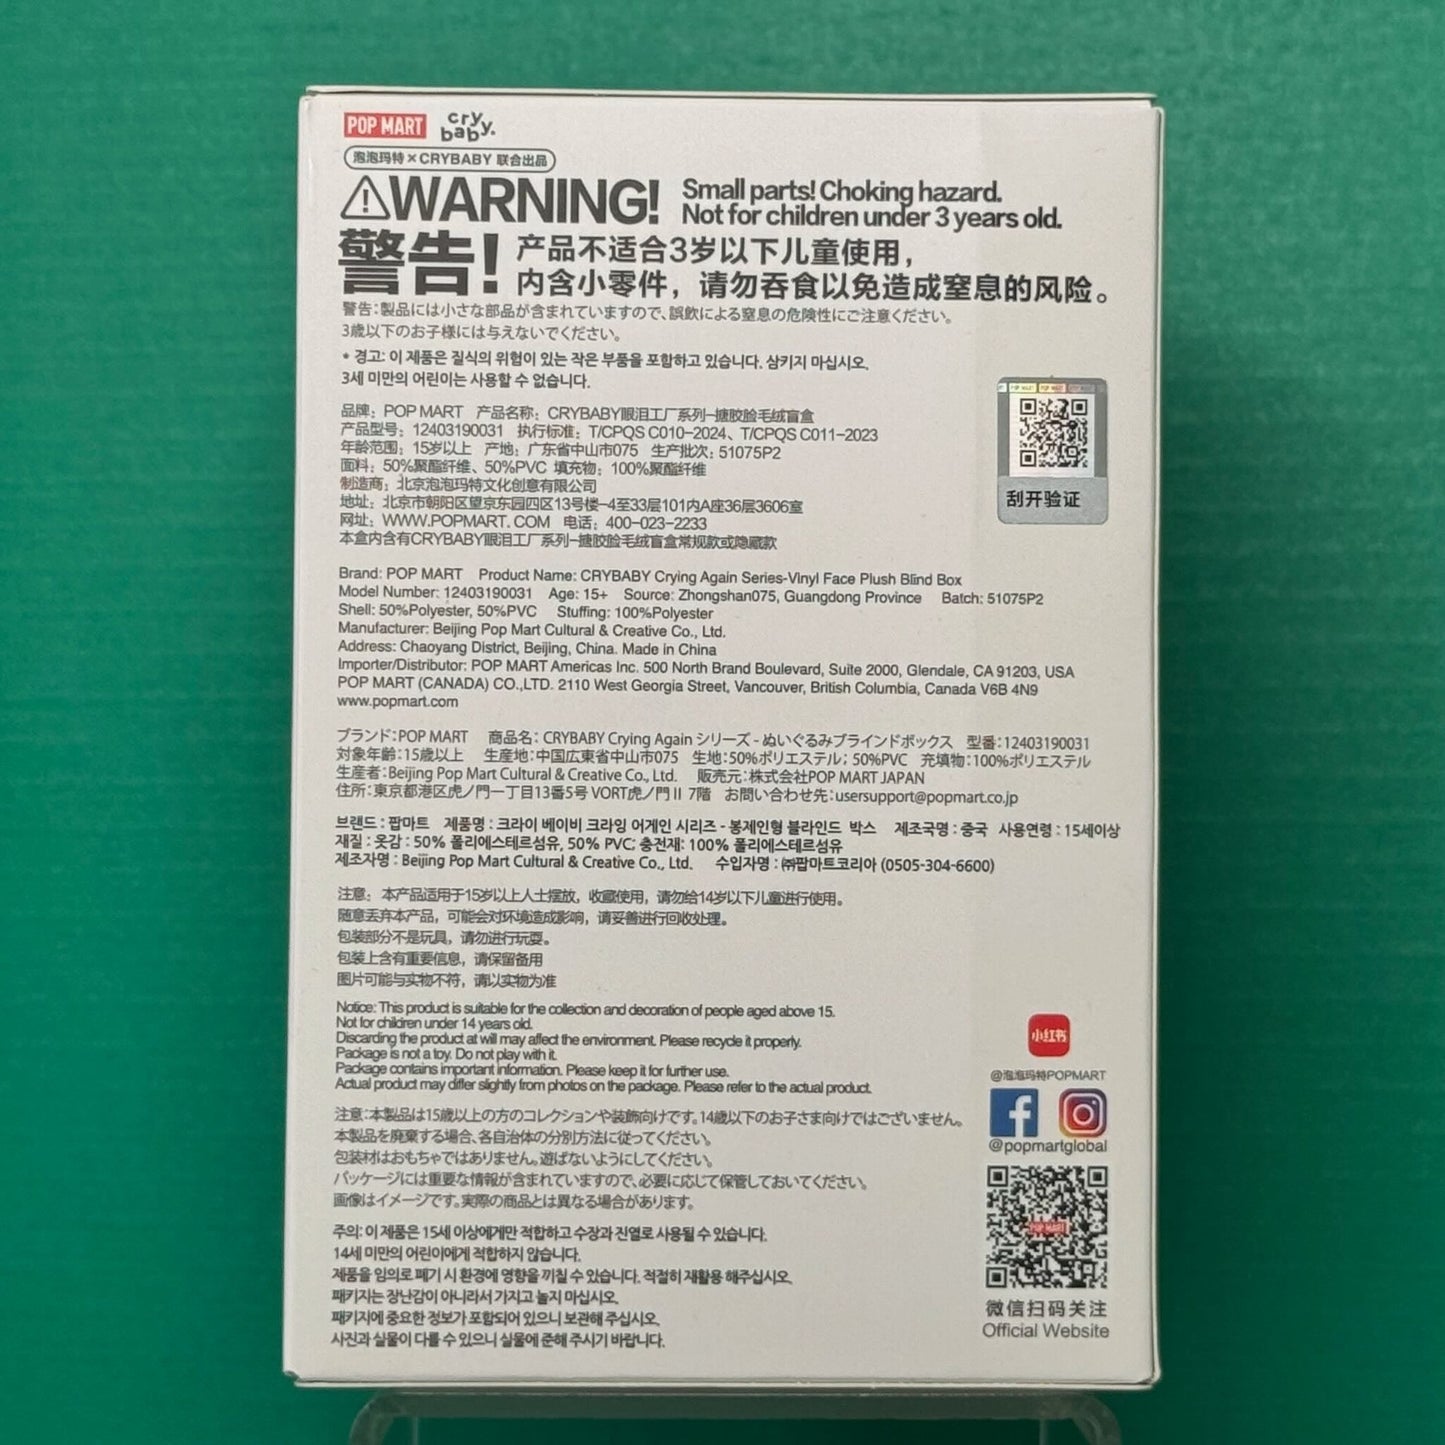 POP MART cry baby.
泡泡玛特×CRYBABY 联合出品
⚠WARNING! Small parts! Choking hazard.
Not for children under 3 years old.
警告! 产品不适合3岁以下儿童使用，
内含小零件，请勿吞食以免造成窒息的风险。
警告：製品には小さな部品が含まれていますので、誤飲による窒息の危険性にご注意ください。
3歳以下のお子様には与えないでください。
* 경고: 이 제품은 질식의 위험이 있는 작은 부품을 포함하고 있습니다. 삼키지 마십시오.
3세 미만의 어린이는 사용할 수 없습니다.
品牌：POP MART 产品名称：CRYBABY眼泪工厂系列-搪胶脸毛绒盲盒
产品型号：12403190031 执行标准：T/CPQS C010-2024、T/CPQS C011-2023
年龄范围：15岁以上 产地：广东省中山市075 生产批次：51075P2
面料：50%聚酯纤维、50%PVC 填充物：100%聚酯纤维
制造商：北京泡泡玛特文化创意有限公司
地址：北京市朝阳区望京东园四区13号楼-4至33层101内A座36层3606室
网址：WWW.POPMART.COM 电话：400-023-2233
本盒内含有CRYBABY眼泪工厂系列-搪胶脸毛绒盲盒常规款或隐藏款
POP MART POP MART POP MART
刮开验证
Brand: POP MART Product Name: CRYBABY Crying Again Series-Vinyl Face Plush Blind Box
Model Number: 12403190031 Age: 15+ Source: Zhongshan075, Guangdong Province Batch: 51075P2
Shell: 50%Polyester, 50%PVC Stuffing: 100%Polyester
Manufacturer: Beijing Pop Mart Cultural & Creative Co., Ltd.
Address: Chaoyang District, Beijing, China. Made in China
Importer/Distributor: POP MART Americas Inc. 500 North Brand Boulevard, Suite 2000, Glendale, CA 91203, USA
POP MART (CANADA) CO.,LTD. 2110 West Georgia Street, Vancouver, British Columbia, Canada V6B 4N9
www.popmart.com
ブランド：POP MART 商品名：CRYBABY Crying Again シリーズ - ぬいぐるみブラインドボックス 型番：12403190031
対象年齢：15歳以上 生産地：中国広東省中山市075 生地：50%ポリエステル；50%PVC 充填物：100%ポリエステル
生産者：Beijing Pop Mart Cultural & Creative Co., Ltd. 販売元：株式会社POP MART JAPAN
住所：東京都港区虎ノ門一丁目13番5号 VORT虎ノ門Ⅱ 7階 お問い合わせ先：usersupport@popmart.co.jp
브랜드 : 팝마트 제품명 : 크라이 베이비 크라잉 어게인 시리즈 - 봉제인형 블라인드 박스 제조국명 : 중국 사용연령 : 15세이상
재질 : 옷감 : 50% 폴리에스테르섬유, 50% PVC; 충전재: 100% 폴리에스테르섬유
제조자명 : Beijing Pop Mart Cultural & Creative Co., Ltd. 수입자명 : ㈜팝마트코리아 (0505-304-6600)
注意：本产品适用于15岁以上人士摆放，收藏使用，请勿给14岁以下儿童进行使用。
随意丢弃本产品，可能会对环境造成影响，请妥善进行回收处理。
包装部分不是玩具，请勿进行玩耍。
包装上含有重要信息，请保留备用
图片可能与实物不符，请以实物为准
Notice: This product is suitable for the collection and decoration of people aged above 15.
Not for children under 14 years old.
Discarding the product at will may affect the environment. Please recycle it properly.
Package is not a toy. Do not play with it.
Package contains important information. Please keep it for further use.
Actual product may differ slightly from photos on the package. Please refer to the actual product.
注意：本製品は15歳以上の方のコレクションや装飾向けです。14歳以下のお子さま向けではございません。
本製品を廃棄する場合、各自治体の分別方法に従ってください。
包装材はおもちゃではありません。遊ばないようにしてください。
パッケージには重要な情報が含まれていますので、必要に応じて保管しておいてください。
画像はイメージです。実際の商品とは異なる場合があります。
주의: 이 제품은 15세 이상에게만 적합하고 수장과 진열로 사용될 수 있습니다.
14세 미만의 어린이에게 적합하지 않습니다.
제품을 임의로 폐기 시 환경에 영향을 끼칠 수 있습니다. 적절히 재활용 해주십시오.
패키지는 장난감이 아니라서 가지고 놀지 마십시오.
패키지에 중요한 정보가 포함되어 있으니 보관해 주십시오.
사진과 실물이 다를 수 있으니 실물에 준해 주시기 바랍니다.
小红书
@泡泡玛特POPMART
@popmartglobal
POP MART
微信扫码关注
Official Website